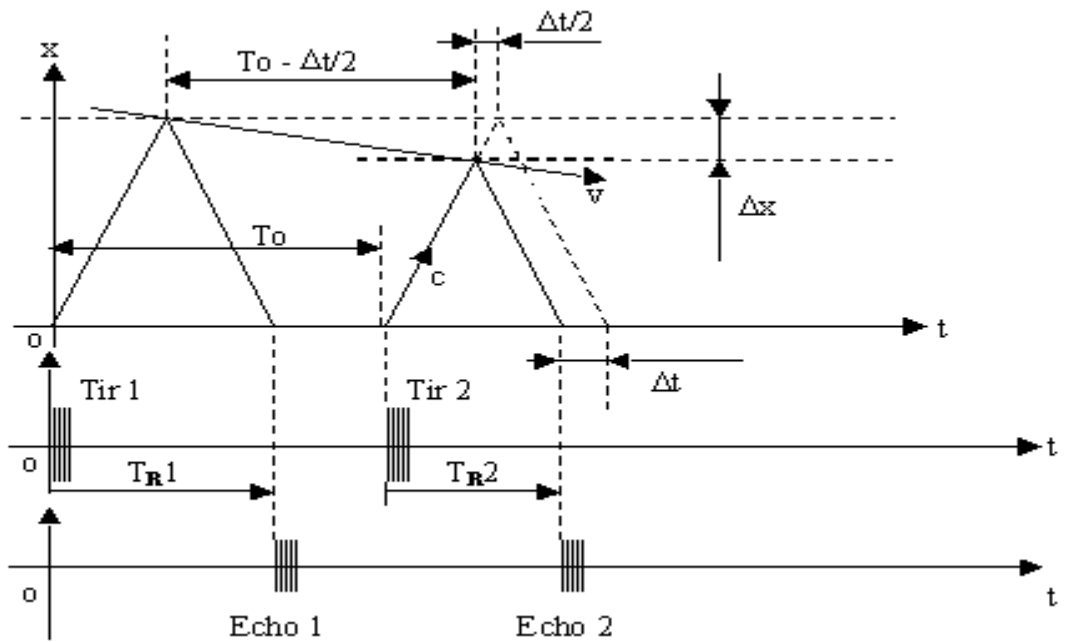 Δt/2
x
To - Δt/2
v
Δx
To
c
o
t
Δt
Tir 1
Tir 2
o
t
TR1
TR2
o
t
Echo 1
Echo 2